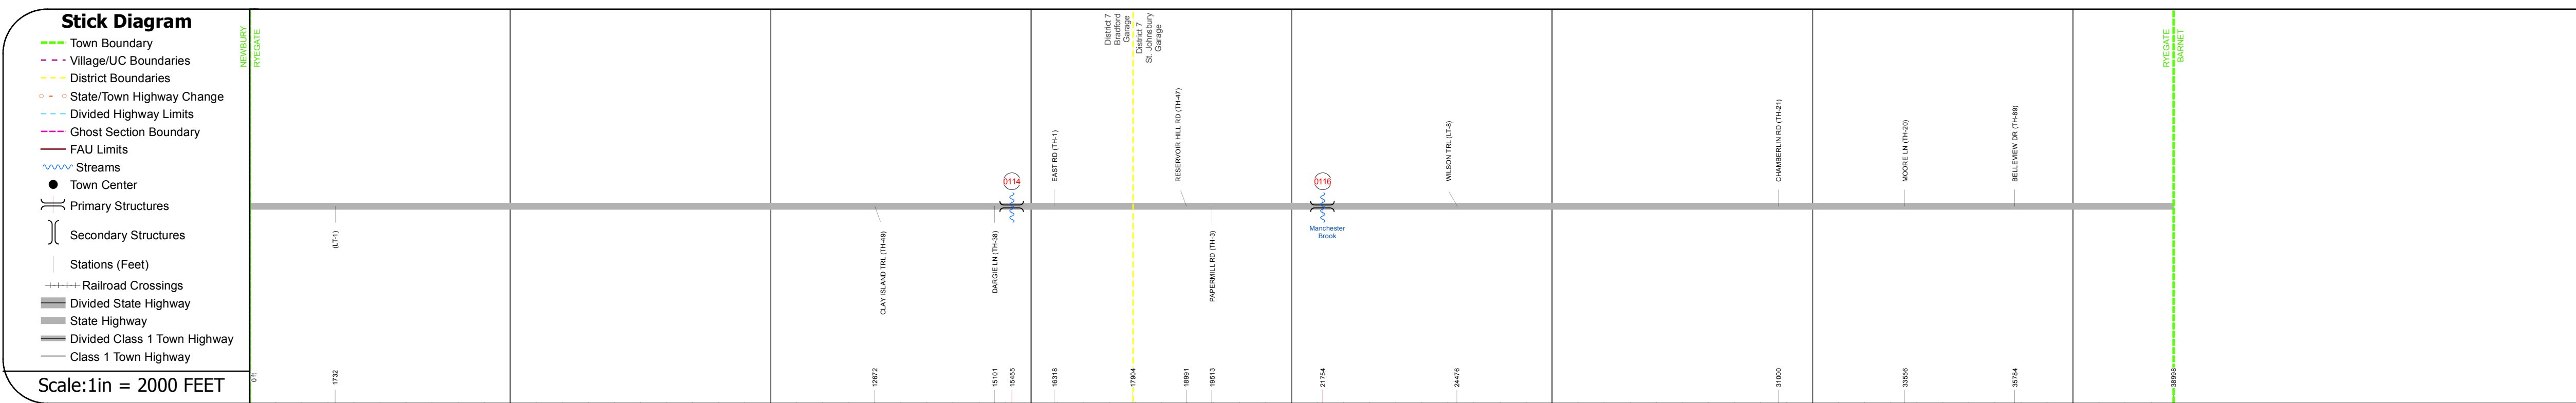 Stick Diagram
Town Boundary
Village/UC Boundaries
District Boundaries
State/Town Highway Change
Divided Highway Limits
Ghost Section Boundary
FAU Limits
Streams
Town Center
Primary Structures
Secondary Structures
Stations (Feet)
Railroad Crossings
Divided State Highway
State Highway
Divided Class 1 Town Highway
Class 1 Town Highway
Scale:1in = 2000 FEET
NEWBURY
RYEGATE
District 7
Bradford
Garage
District 7
St. Johnsbury
Garage
RYEGATE
BARNET
(LT-1)
CLAY ISLAND TRL (TH-49)
DARGIE LN (TH-38)
0114
EAST RD (TH-1)
RESERVOIR HILL RD (TH-47)
PAPERMILL RD (TH-3)
0116
Manchester
Brook
WILSON TRL (LT-8)
CHAMBERLIN RD (TH-21)
MOORE LN (TH-20)
BELLEVIEW DR (TH-89)
0 ft
1732
12672
15101
15455
16318
17904
18991
19513
21754
24476
31000
33556
35784
38998